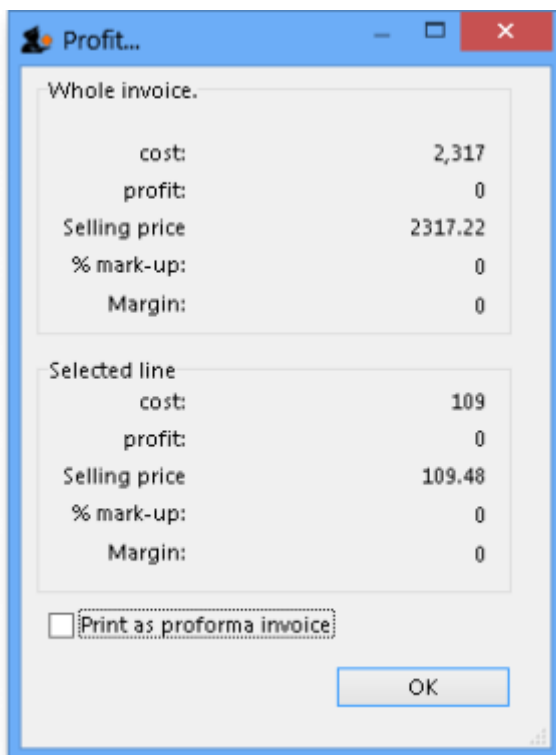 Profit...
Whole invoice.
cost: 2,317
profit: 0
Selling price 2317.22
% mark-up: 0
Margin: 0
Selected line
cost: 109
profit: 0
Selling price 109.48
% mark-up: 0
Margin: 0
Print as proforma invoice
OK